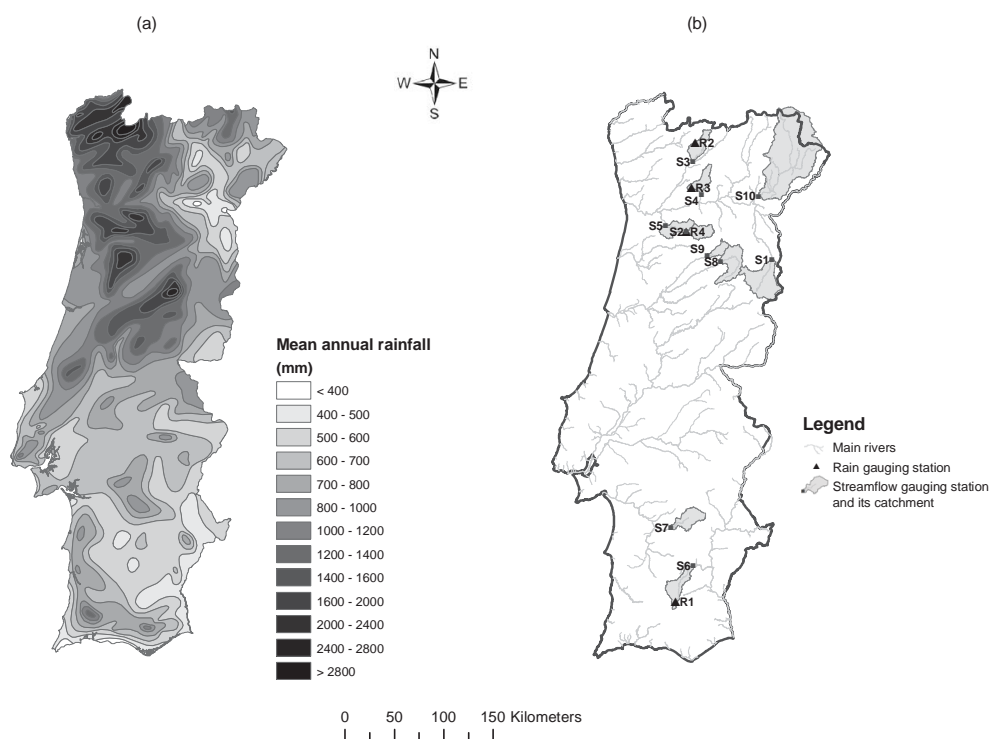 (a)
(b)
N
W E
S
R2
S3
R3
S4
S10
S5
S2 R4
S9
S8
S1
Mean annual rainfall
(mm)
< 400
400 - 500
500 - 600
600 - 700
700 - 800
800 - 1000
1000 - 1200
1200 - 1400
1400 - 1600
1600 - 2000
2000 - 2400
2400 - 2800
> 2800
Legend
Main rivers
Rain gauging station
Streamflow gauging station
and its catchment
S7
S6
R1
0 50 100 150 Kilometers